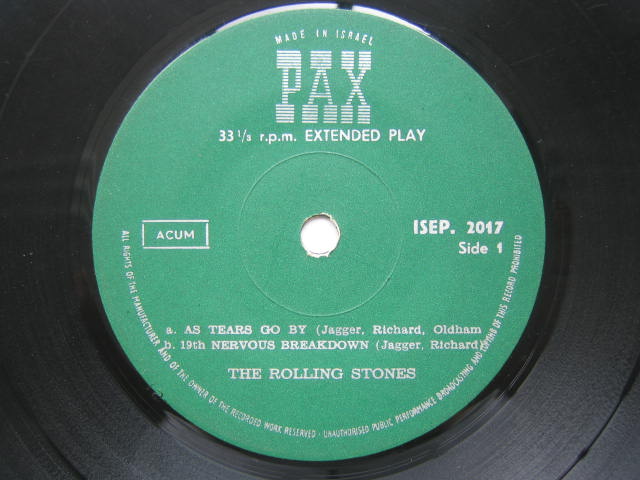 MADE IN ISRAEL
PAX
33 1/3 r.p.m. EXTENDED PLAY
ACUM
ISEP. 2017
Side 1
a. AS TEARS GO BY (Jagger, Richard, Oldham
b. 19th NERVOUS BREAKDOWN (Jagger, Richard)
THE ROLLING STONES
ALL RIGHTS OF THE MANUFACTURER AND OF THE OWNER OF THE RECORDED WORK RESERVED · UNAUTHORISED PUBLIC PERFORMANCE BROADCASTING AND COPYING OF THIS RECORD PROHIBITED